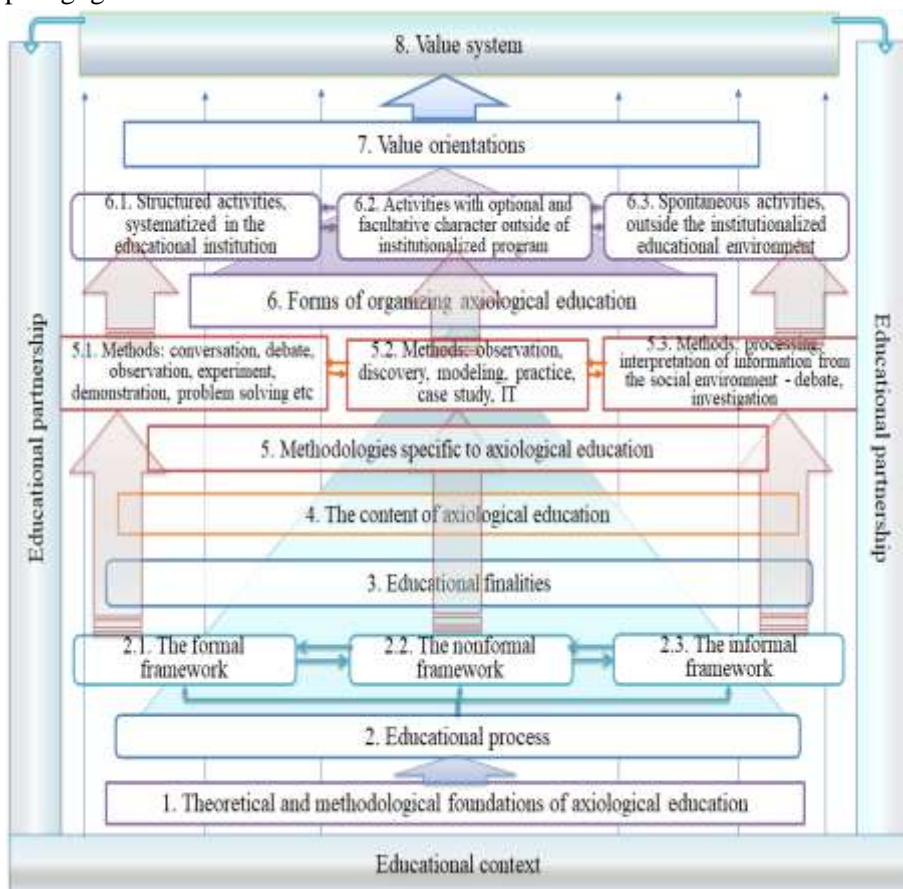 8. Value system
7. Value orientations
6.1. Structured activities,
systematized in the
educational institution
6.2. Activities with optional and
facultative character outside of
institutionalized program
6.3. Spontaneous activities,
outside the institutionalized
educational environment
6. Forms of organizing axiological education
5.1. Methods: conversation, debate,
observation, experiment,
demonstration, problem solving etc
5.2. Methods: observation,
discovery, modeling, practice,
case study, IT
5.3. Methods: processing,
interpretation of information from
the social environment - debate,
investigation
5. Methodologies specific to axiological education
4. The content of axiological education
3. Educational finalities
2.1. The formal
framework
2.2. The nonformal
framework
2.3. The informal
framework
2. Educational process
1. Theoretical and methodological foundations of axiological education
Educational context
Educational partnership
Educational partnership